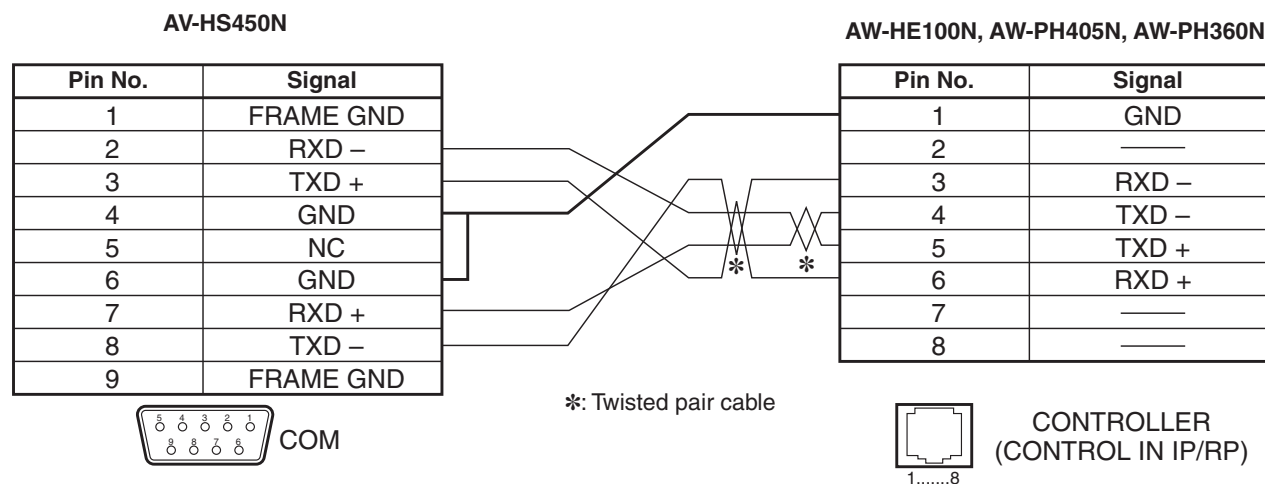 AV-HS450N
AW-HE100N, AW-PH405N, AW-PH360N
Pin No. Signal
1 FRAME GND
2 RXD –
3 TXD +
4 GND
5 NC
6 GND
7 RXD +
8 TXD –
9 FRAME GND
Pin No. Signal
1 GND
2 ——
3 RXD –
4 TXD –
5 TXD +
6 RXD +
7 ——
8 ——
✻ ✻
✻: Twisted pair cable
5 4 3 2 1
9 8 7 6
COM
1.......8
CONTROLLER
(CONTROL IN IP/RP)